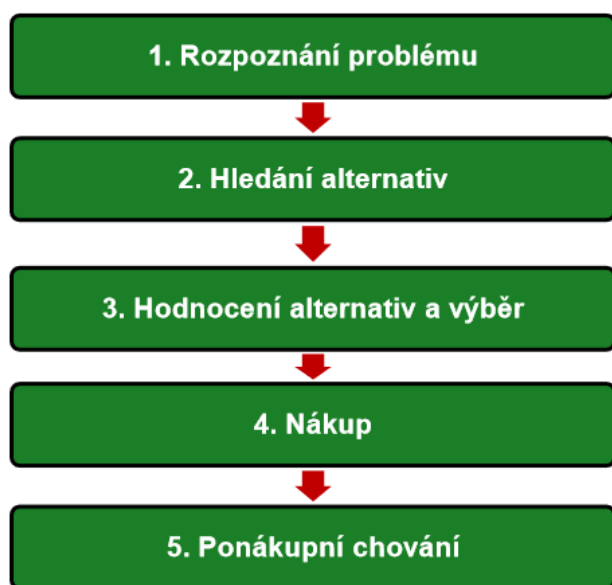 1. Rozpoznání problému
2. Hledání alternativ
3. Hodnocení alternativ a výběr
4. Nákup
5. Ponákupní chování